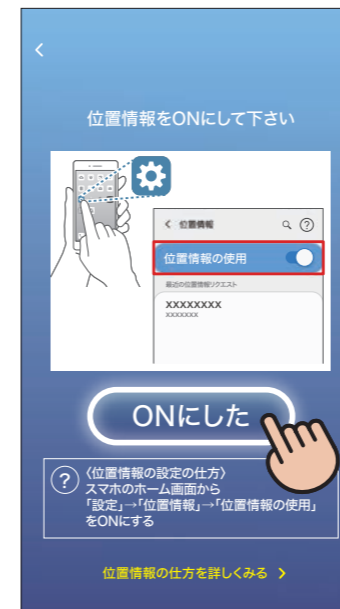 位置情報をONにして下さい
位置情報
位置情報の使用
最近の位置情報リクエスト
XXXXXXXX
XXXXXXX
ONにした
〈位置情報の設定の仕方〉
スマホのホーム画面から
「設定」→「位置情報」→「位置情報の使用」
をONにする
位置情報の仕方を詳しくみる